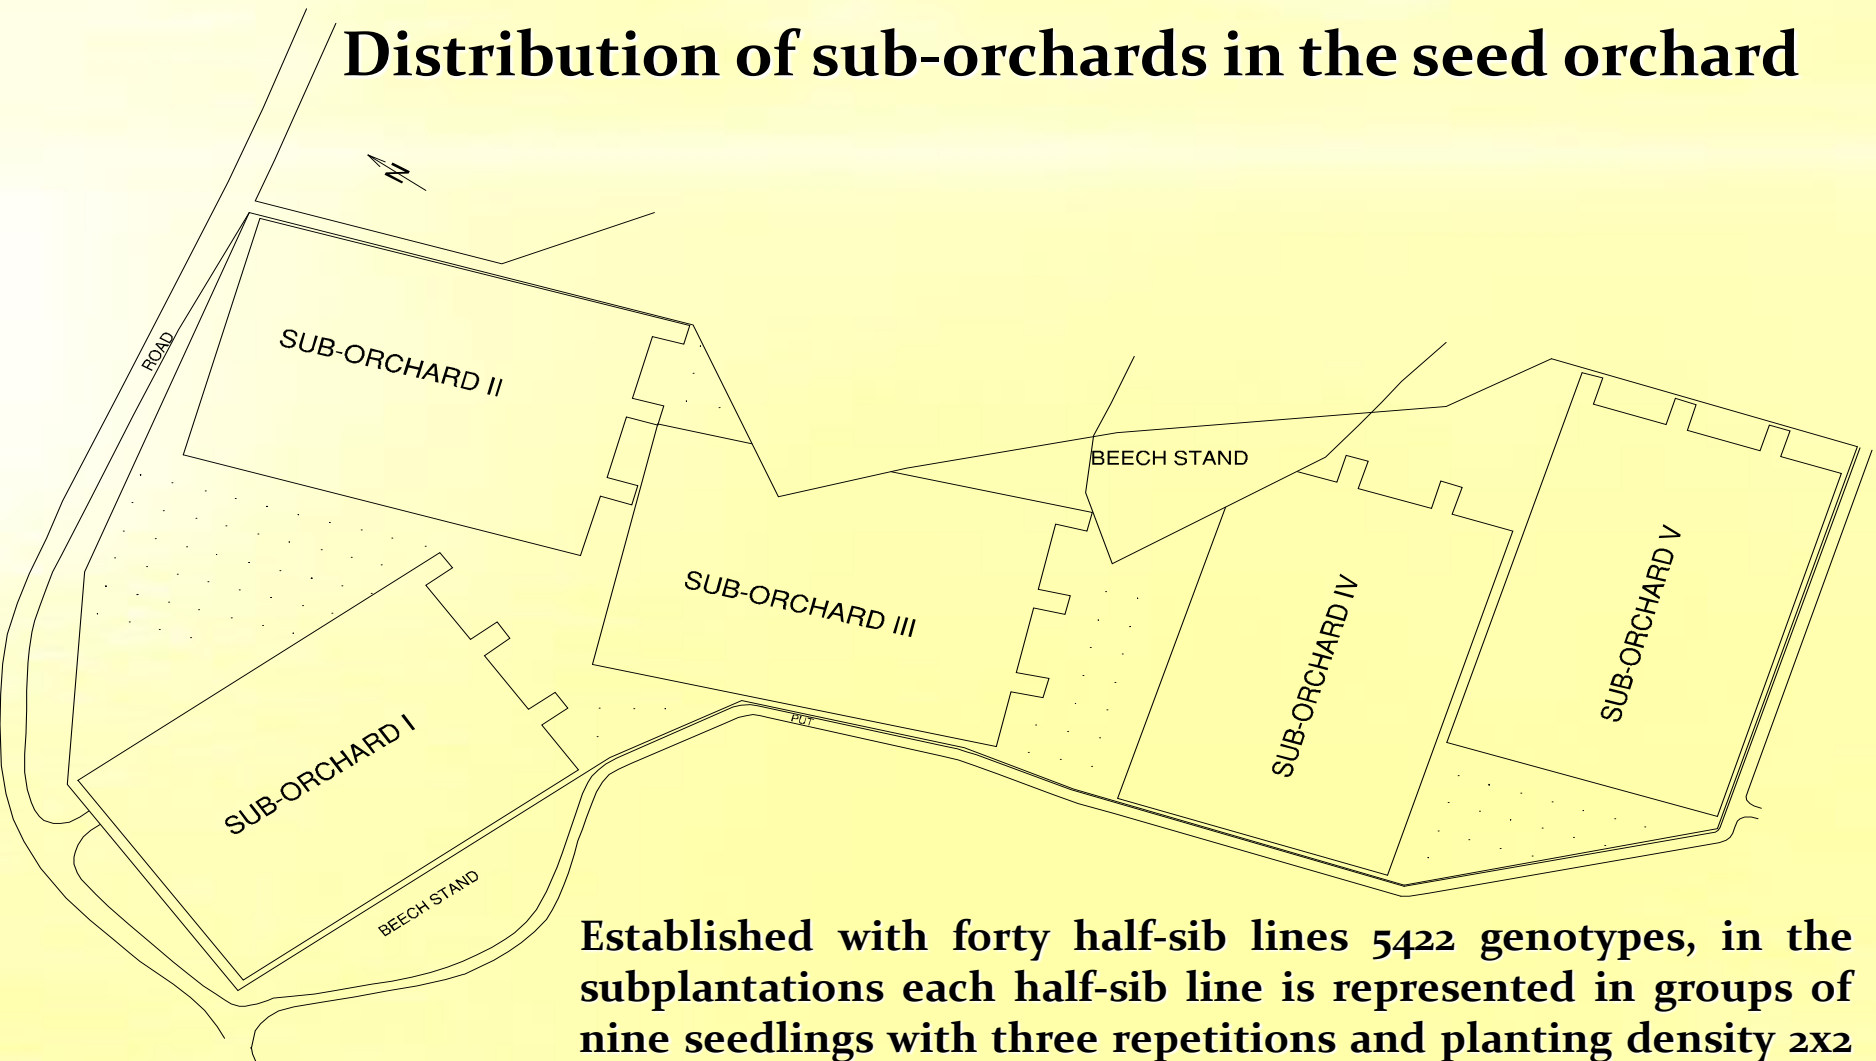 Distribution of sub-orchards in the seed orchard
N
ROAD
SUB-ORCHARD II
BEECH STAND
SUB-ORCHARD III
SUB-ORCHARD IV
SUB-ORCHARD V
SUB-ORCHARD I
PUT
BEECH STAND
Established with forty half-sib lines 5422 genotypes, in the
subplantations each half-sib line is represented in groups of
nine seedlings with three repetitions and planting density 2x2